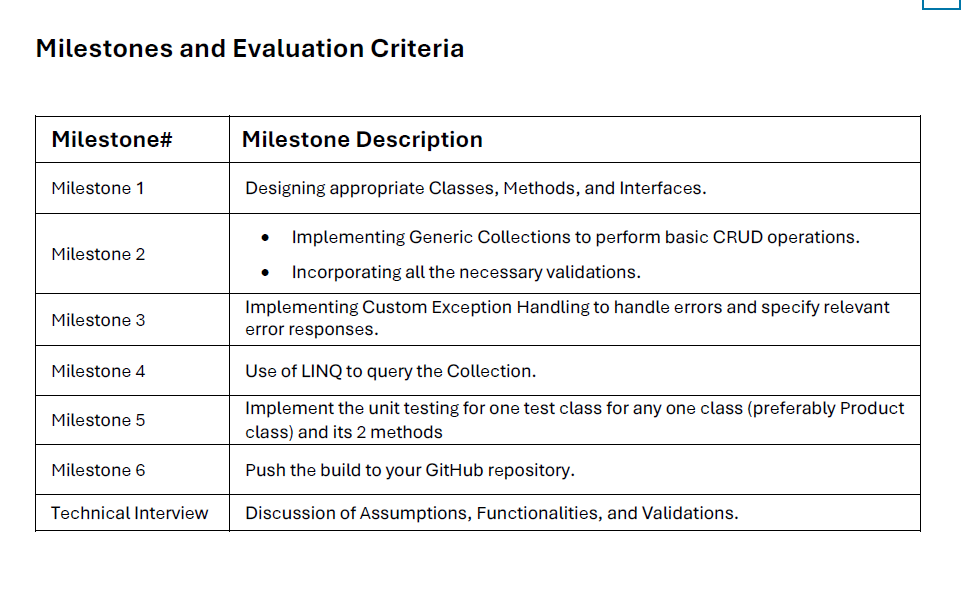 Milestones and Evaluation Criteria
Milestone# Milestone Description
Milestone 1 Designing appropriate Classes, Methods, and Interfaces.
Milestone 2
• Implementing Generic Collections to perform basic CRUD operations.
• Incorporating all the necessary validations.
Milestone 3
Implementing Custom Exception Handling to handle errors and specify relevant
error responses.
Milestone 4 Use of LINQ to query the Collection.
Milestone 5
Implement the unit testing for one test class for any one class (preferably Product
class) and its 2 methods
Milestone 6 Push the build to your GitHub repository.
Technical Interview Discussion of Assumptions, Functionalities, and Validations.